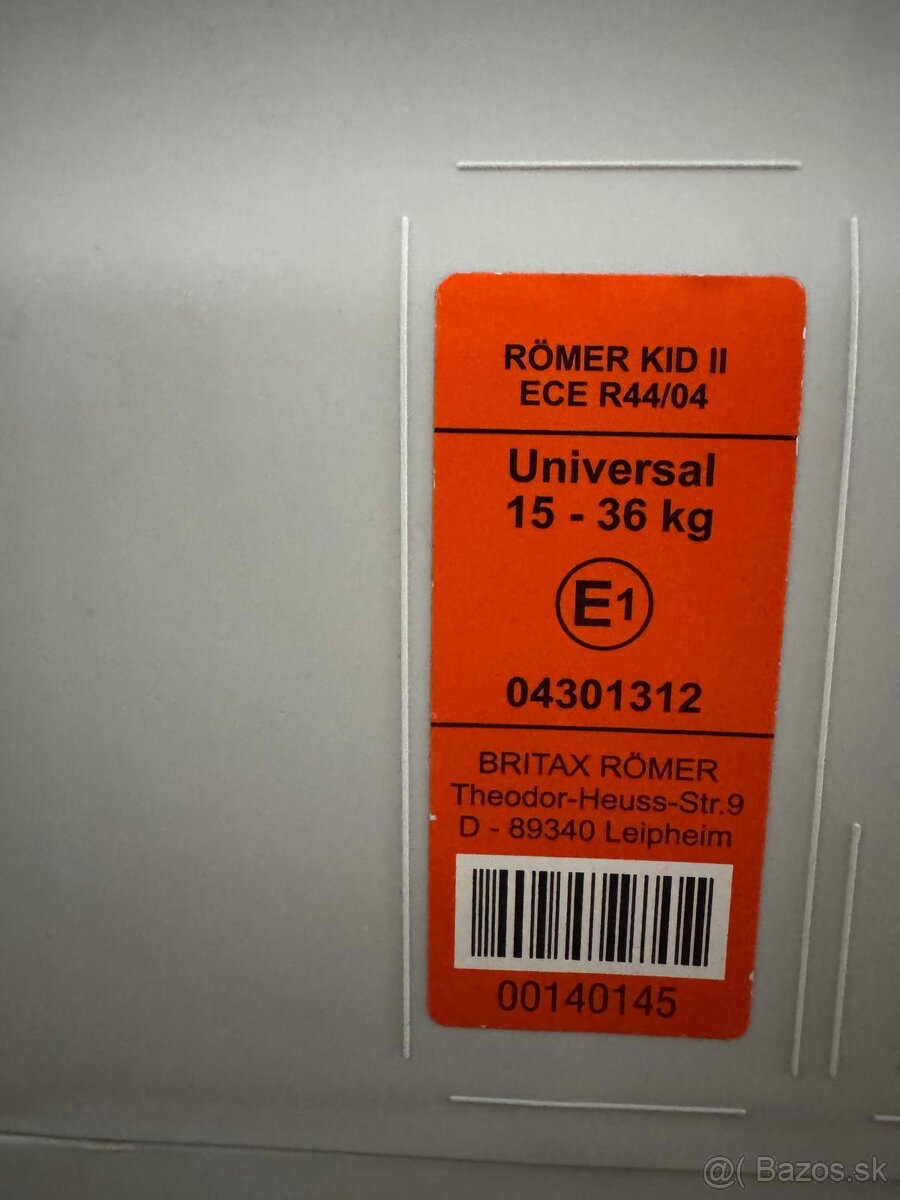 RÖMER KID II
ECE R44/04
Universal
15 - 36 kg
E1
04301312
BRITAX RÖMER
Theodor-Heuss-Str.9
D - 89340 Leipheim
00140145
@( Bazos.sk